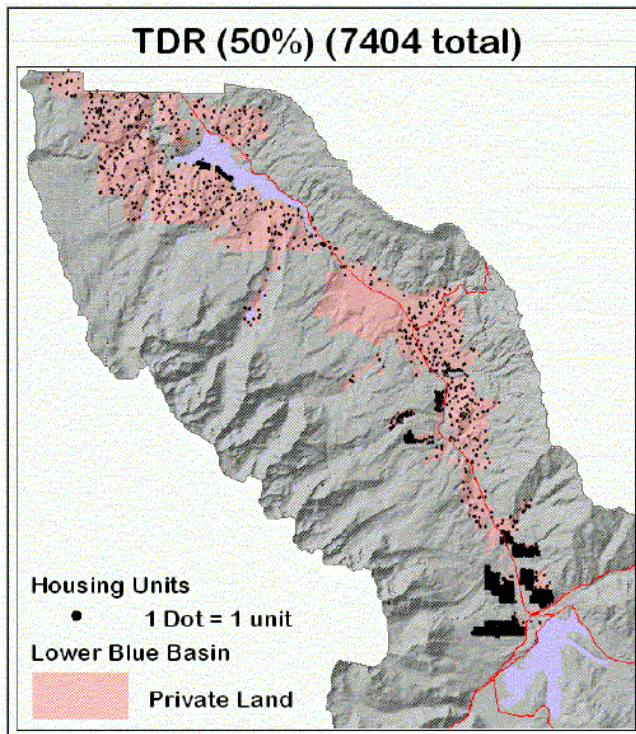 TDR (50%) (7404 total)
Housing Units
1 Dot = 1 unit
Lower Blue Basin
Private Land